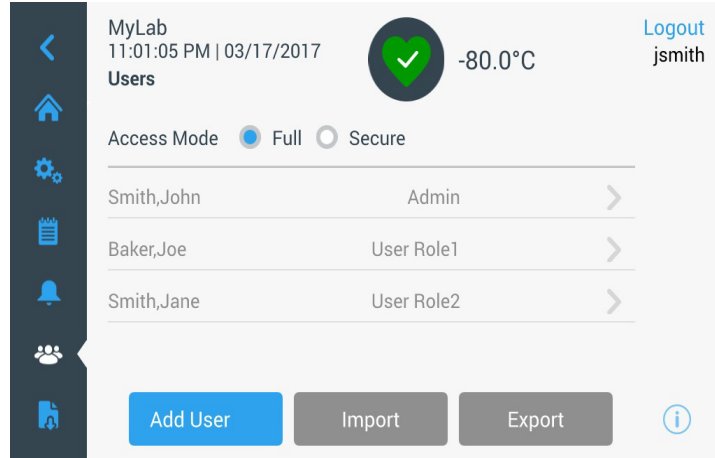 MyLab
11:01:05 PM | 03/17/2017
Users
-80.0°C
Logout
jsmith
Access Mode Full Secure
Smith,John Admin
Baker,Joe User Role1
Smith,Jane User Role2
Add User Import Export
i